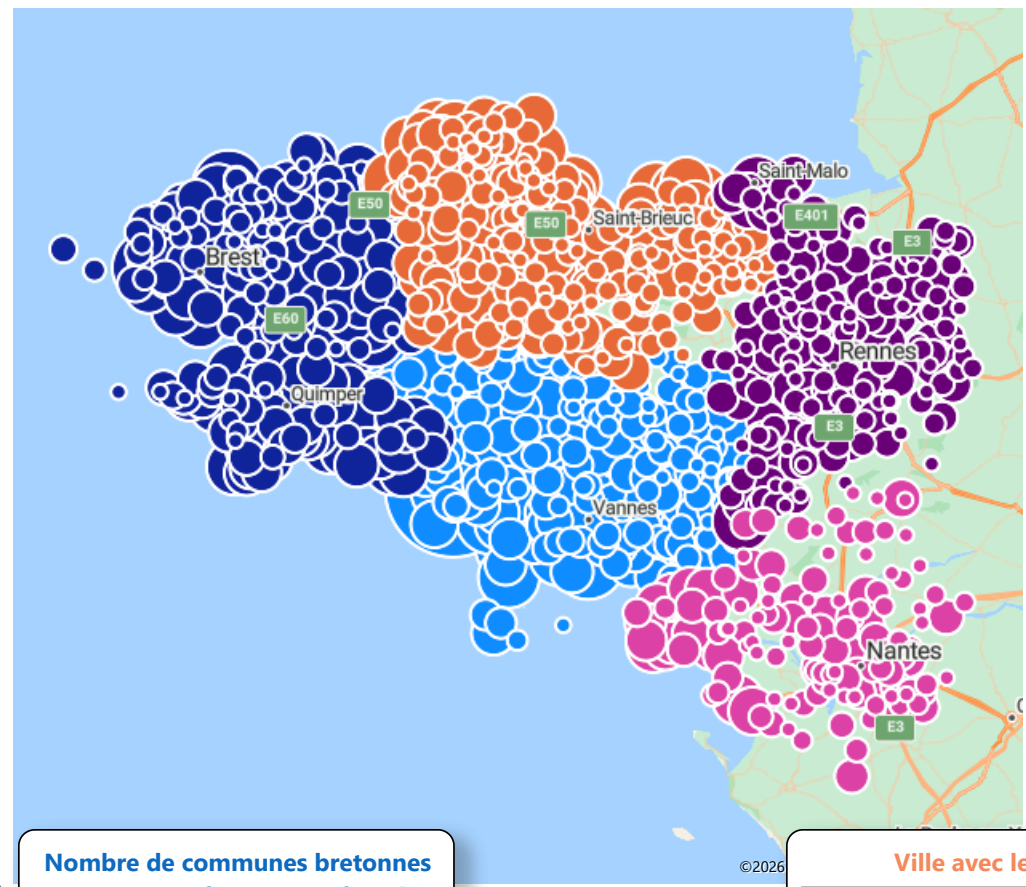 Saint-Malo
E50
E50
Saint-Brieuc
E401
E3
Brest
E60
Rennes
Quimper
E3
Vannes
Nantes
E3
©2026
Nombre de communes bretonnes
Ville avec le